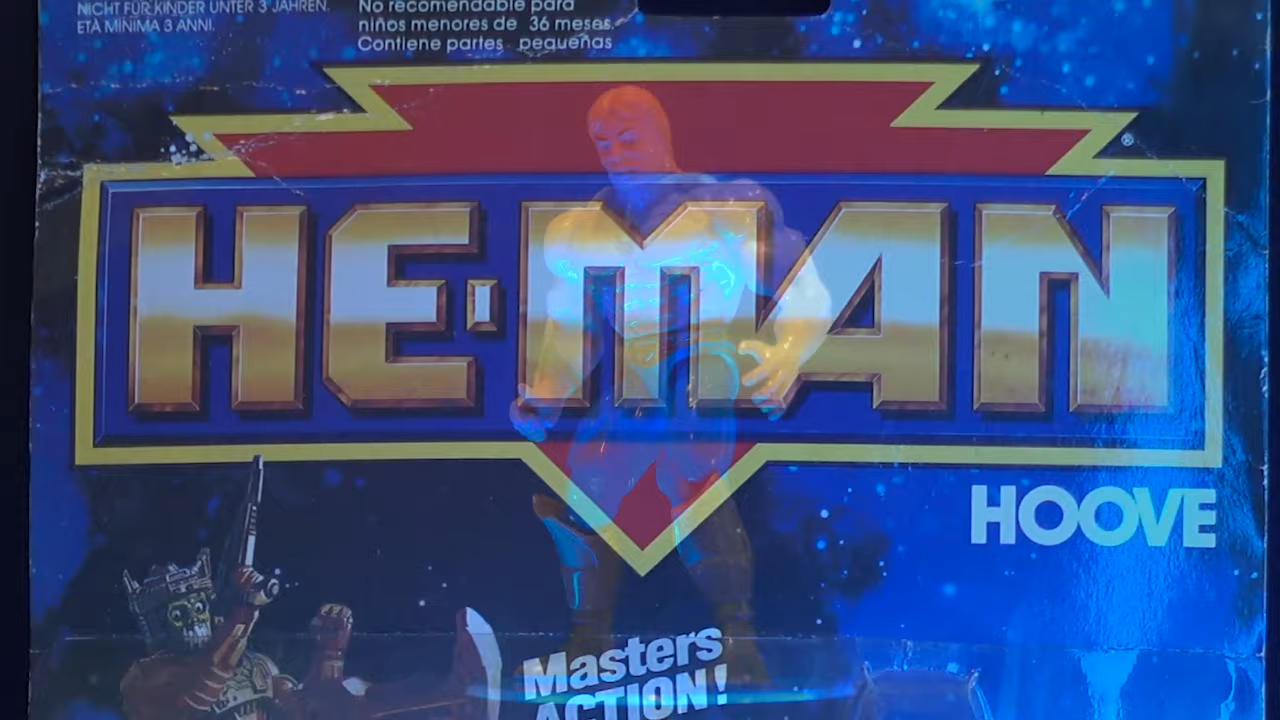 NICHT FÜR KINDER UNTER 3 JAHREN.
ETÀ MINIMA 3 ANNI.
No recomendable para
niños menores de 36 meses.
Contiene partes pequeñas
®
HE-MAN
HOOVE
Masters
ACTION!